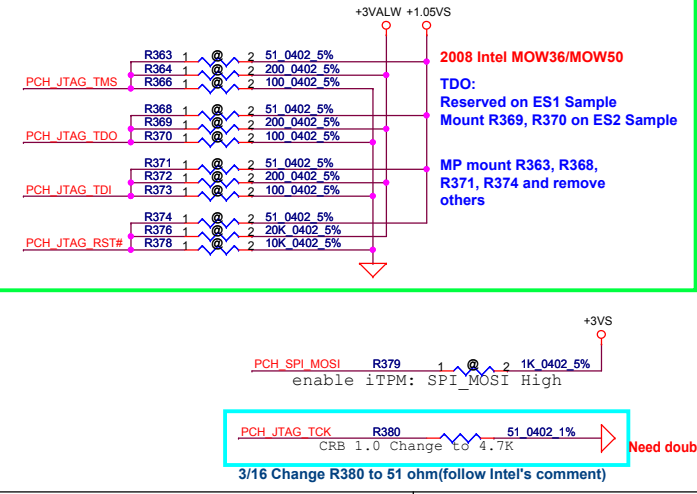 +3VALW +1.05VS
R363 1 @ 2 51_0402_5%
R364 2 200_0402_5%
PCH_JTAG_TMS R366 1 2 100_0402_5%
R368 1 @ 2 51_0402_5%
R369 2 200_0402_5%
PCH_JTAG_TDO R370 1 @ 2 100_0402_5%
R371 1 @ 2 51_0402_5%
R372 1 @ 2 200_0402_5%
PCH_JTAG_TDI R373 1 @ 2 100_0402_5%
R374 1 @ 2 51_0402_5%
R376 1 @ 2 20K_0402_5%
PCH_JTAG_RST# R378 1 @ 2 10K_0402_5%
2008 Intel MOW36/MOW50
TDO:
Reserved on ES1 Sample
Mount R369, R370 on ES2 Sample
MP mount R363, R368,
R371, R374 and remove
others
+3VS
PCH_SPI_MOSI R379 1 @ 2 1K_0402_5%
enable iTPM: SPI_MOSI High
PCH_JTAG_TCK R380 51_0402_1%
CRB 1.0 Change to 4.7K
Need doub
3/16 Change R380 to 51 ohm(follow Intel's comment)